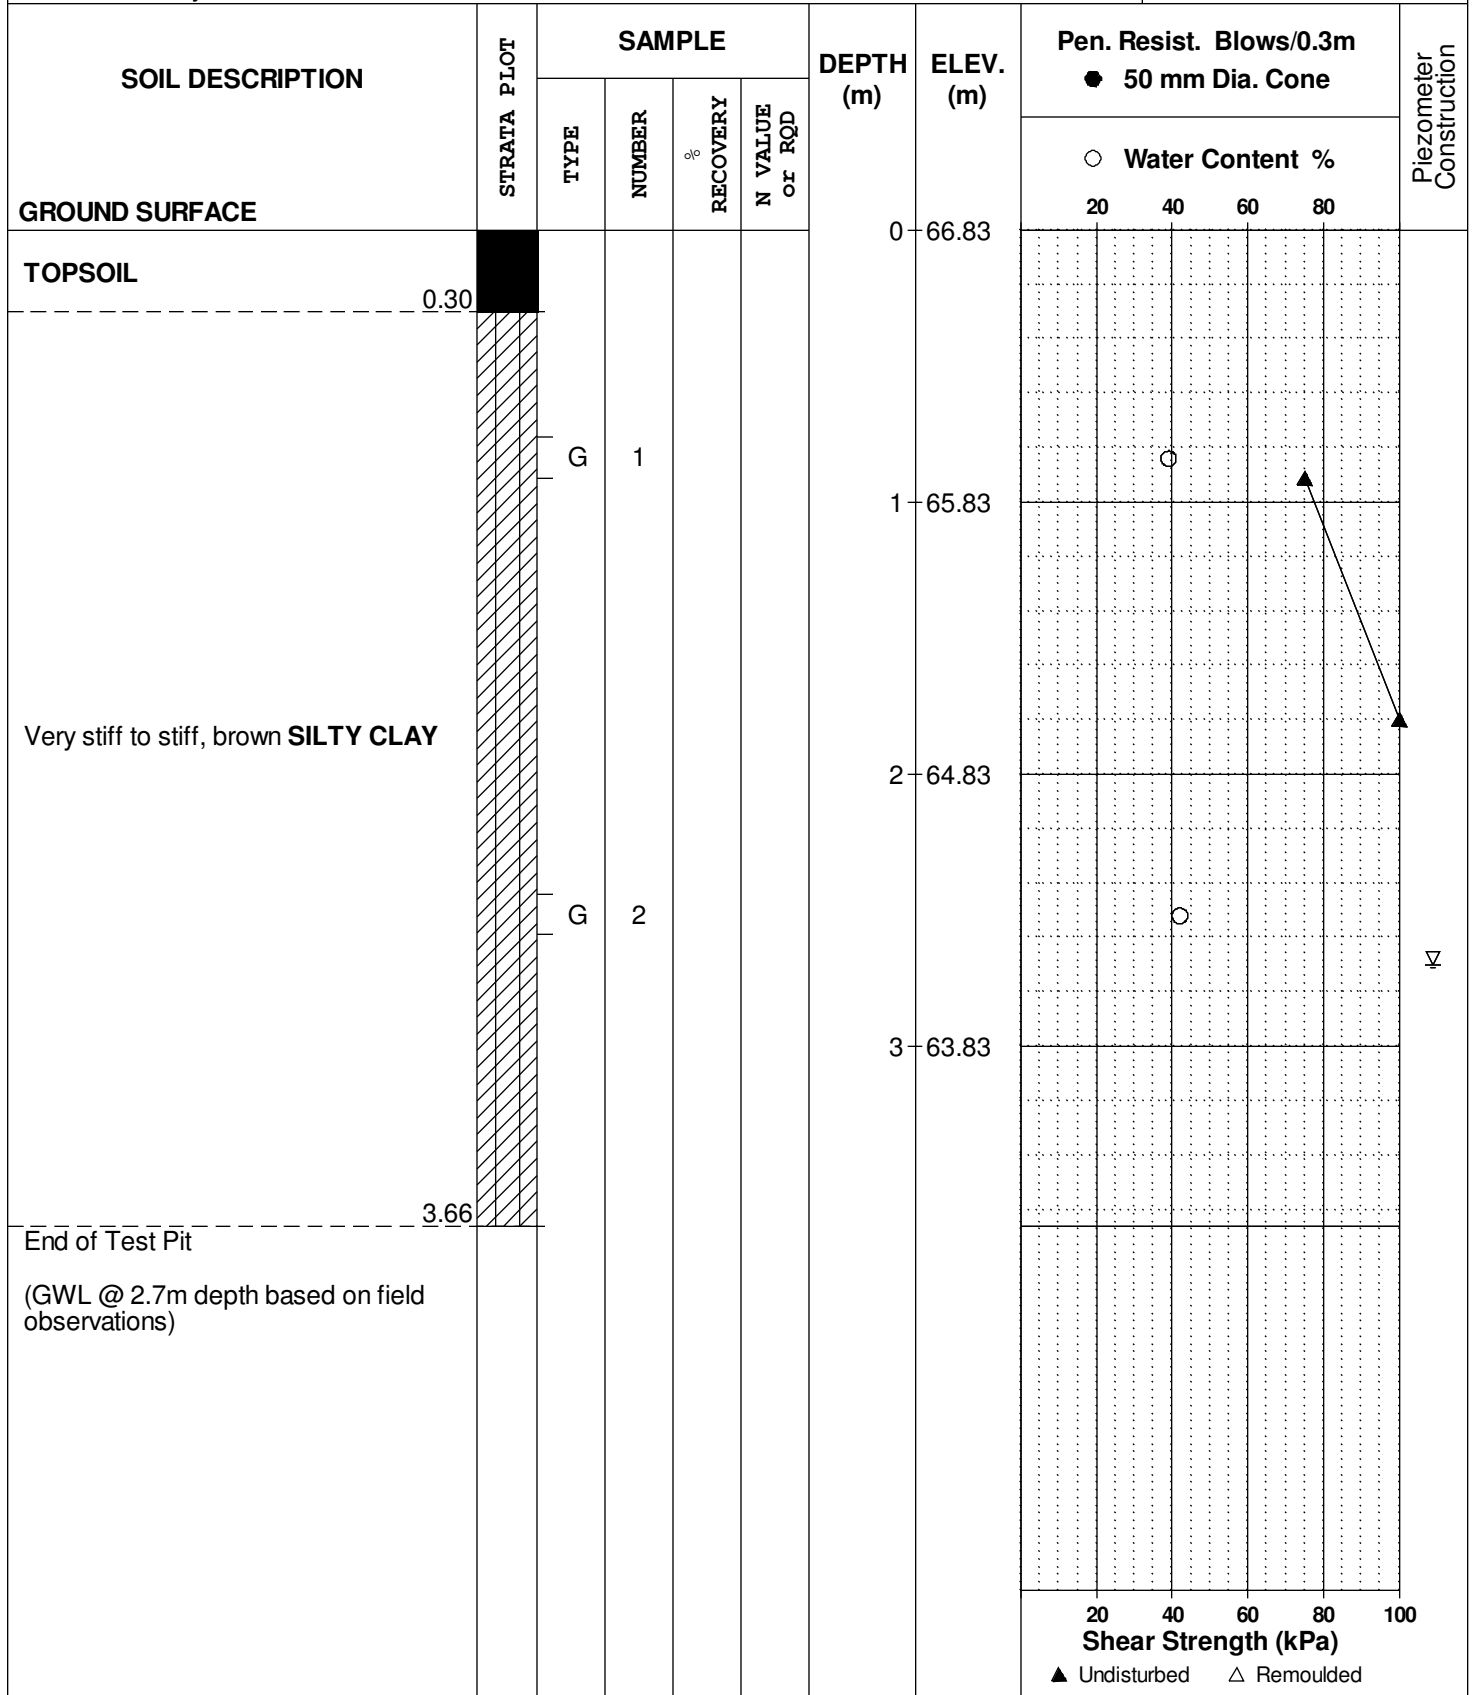 SOIL DESCRIPTION
GROUND SURFACE
STRATA PLOT
SAMPLE
TYPE
NUMBER
%
RECOVERY
N VALUE
or RQD
DEPTH
(m)
ELEV.
(m)
Pen. Resist. Blows/0.3m
● 50 mm Dia. Cone
○ Water Content %
20 40 60 80
Piezometer
Construction
0 66.83
TOPSOIL
0.30
G 1
1 65.83
Very stiff to stiff, brown SILTY CLAY
2 64.83
G 2
3 63.83
3.66
End of Test Pit
(GWL @ 2.7m depth based on field
observations)
20 40 60 80 100
Shear Strength (kPa)
▲ Undisturbed △ Remoulded